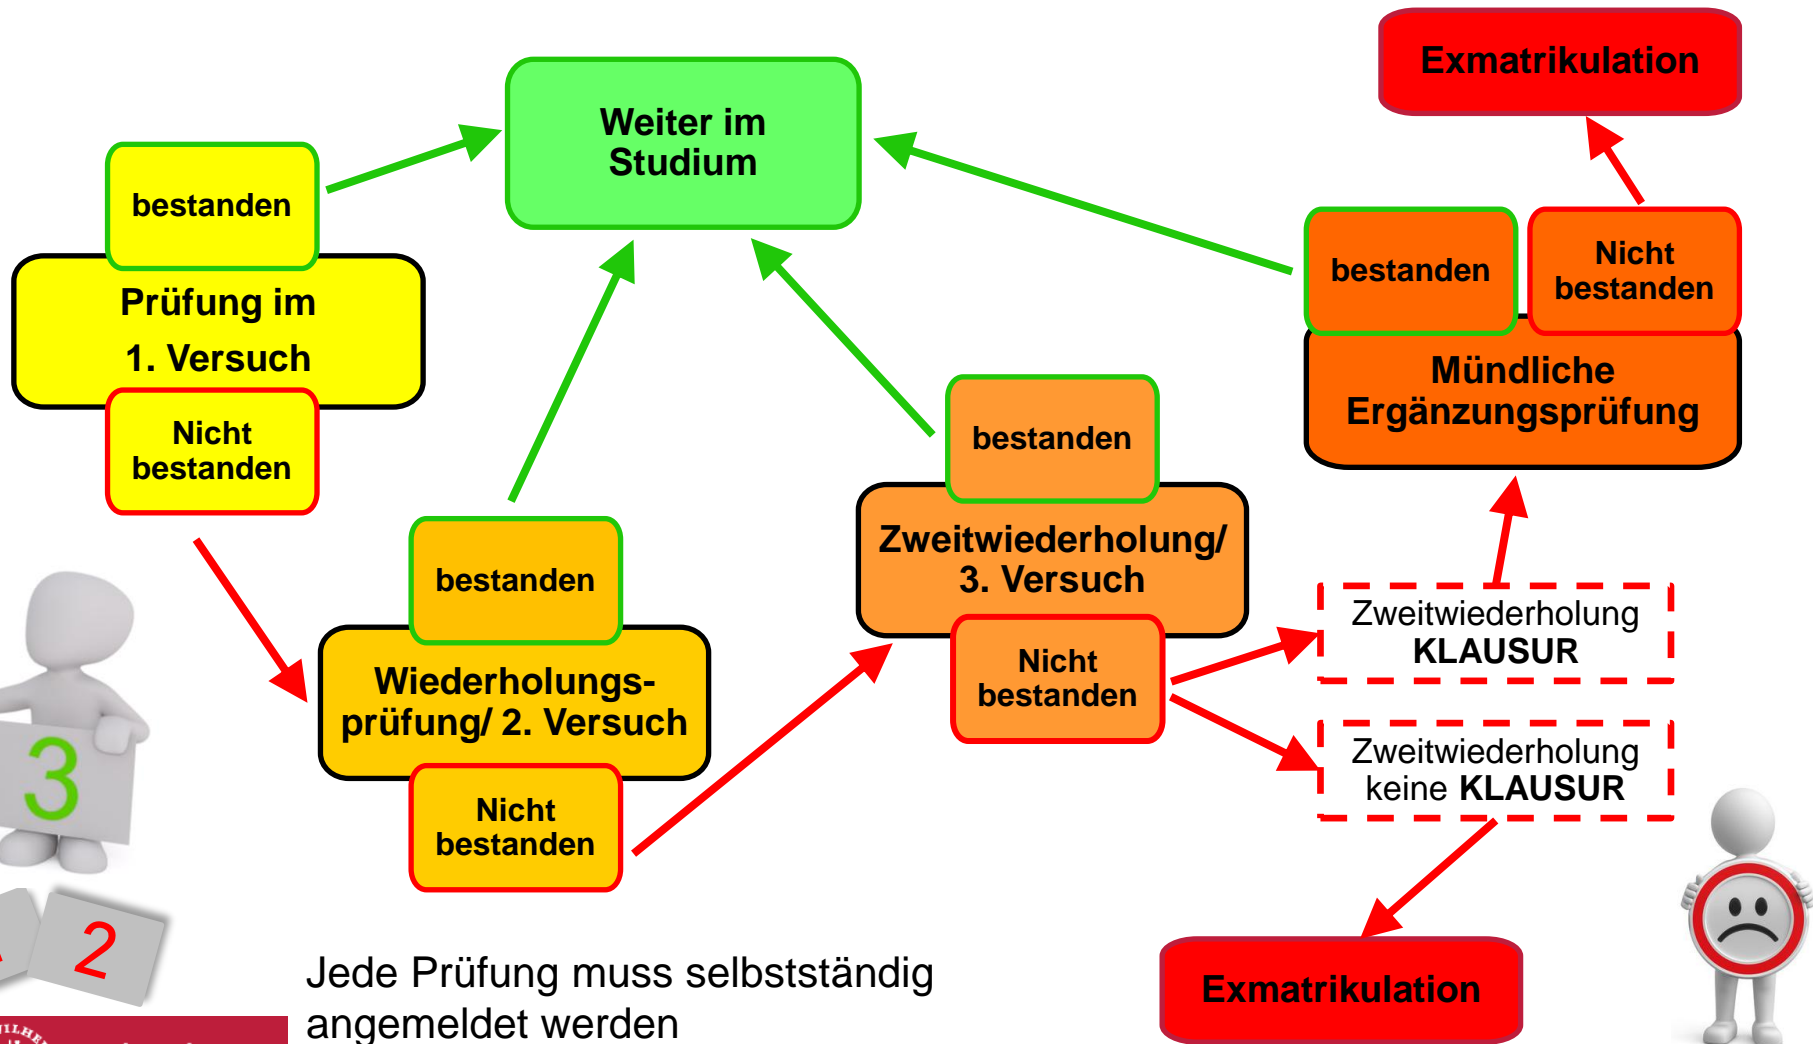 Exmatrikulation
Weiter im
Studium
bestanden
Prüfung im
1. Versuch
Nicht
bestanden
bestanden
Nicht
bestanden
Mündliche
Ergänzungsprüfung
bestanden
Zweitwiederholung/
3. Versuch
Nicht
bestanden
bestanden
Wiederholungs-
prüfung/ 2. Versuch
Nicht
bestanden
Zweitwiederholung
KLAUSUR
Zweitwiederholung
keine KLAUSUR
3
2
Jede Prüfung muss selbstständig
angemeldet werden
Exmatrikulation